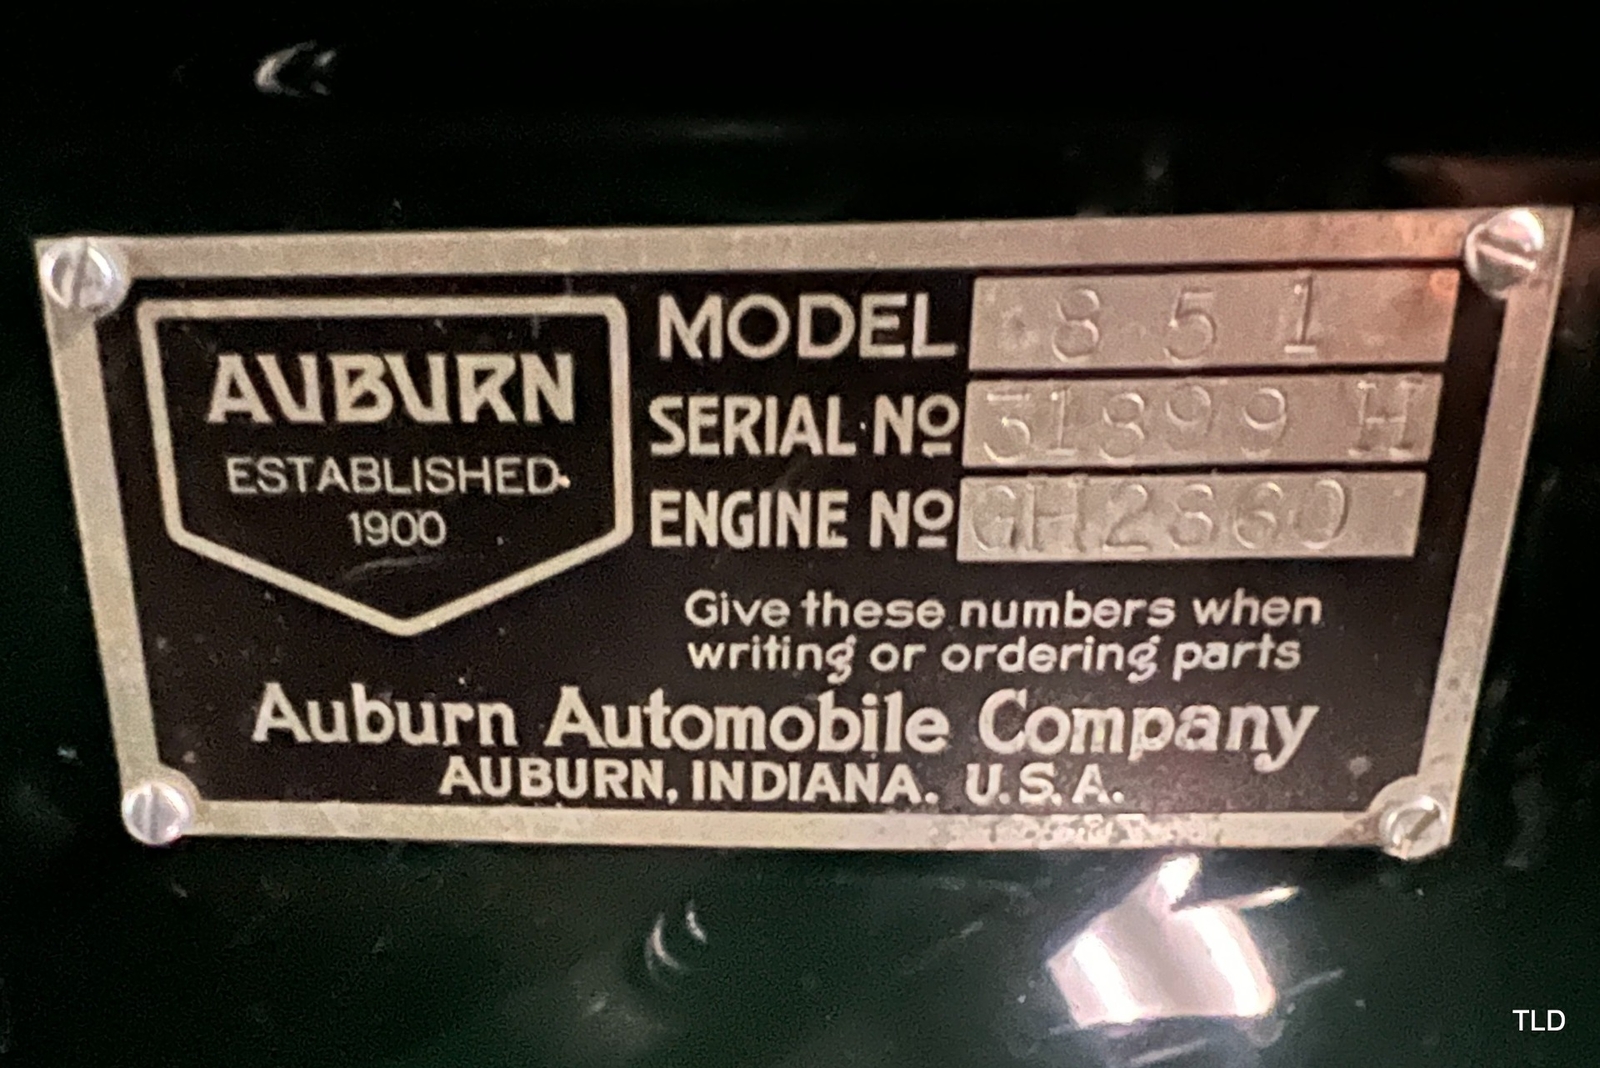 AUBURN
ESTABLISHED
1900
MODEL 851
SERIAL No 31899 H
ENGINE No GH2860
Give these numbers when
writing or ordering parts
Auburn Automobile Company
AUBURN, INDIANA. U.S.A.
TLD